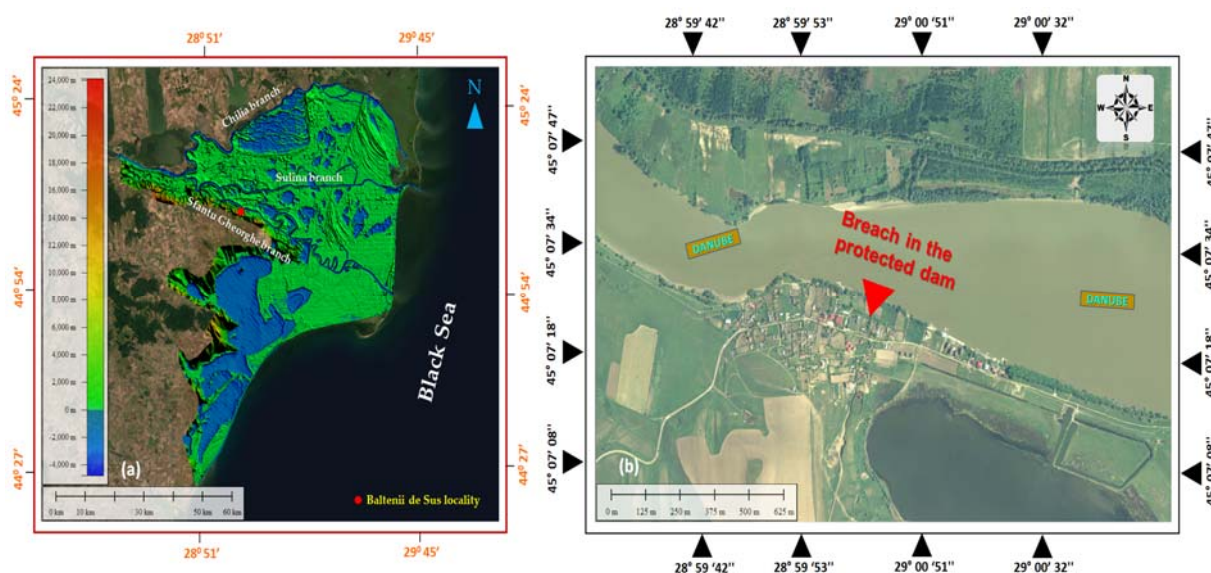 28° 51' 29° 45'
45° 24' 45° 24'
44° 54' 44° 54'
44° 27' 44° 27'
28° 51' 29° 45'
24,000 m
22,000 m
20,000 m
18,000 m
16,000 m
14,000 m
12,000 m
10,000 m
8,000 m
6,000 m
4,000 m
2,000 m
0 m
-2,000 m
-4,000 m
N
Chilia branch
Sulina branch
Sfantu Gheorghe branch
Black Sea
(a)
0 km 10 km 30 km 50 km 60 km
Baltenii de Sus locality
28° 59' 42'' 28° 59' 53'' 29° 00' 51'' 29° 00' 32''
45° 07' 47'' 45° 07' 47''
45° 07' 34'' 45° 07' 34''
45° 07' 18'' 45° 07' 18''
45° 07' 08'' 45° 07' 08''
28° 59' 42'' 28° 59' 53'' 29° 00' 51'' 29° 00' 32''
N
W E
S
DANUBE
Breach in the
protected dam
DANUBE
(b)
0 m 125 m 250 m 375 m 500 m 625 m